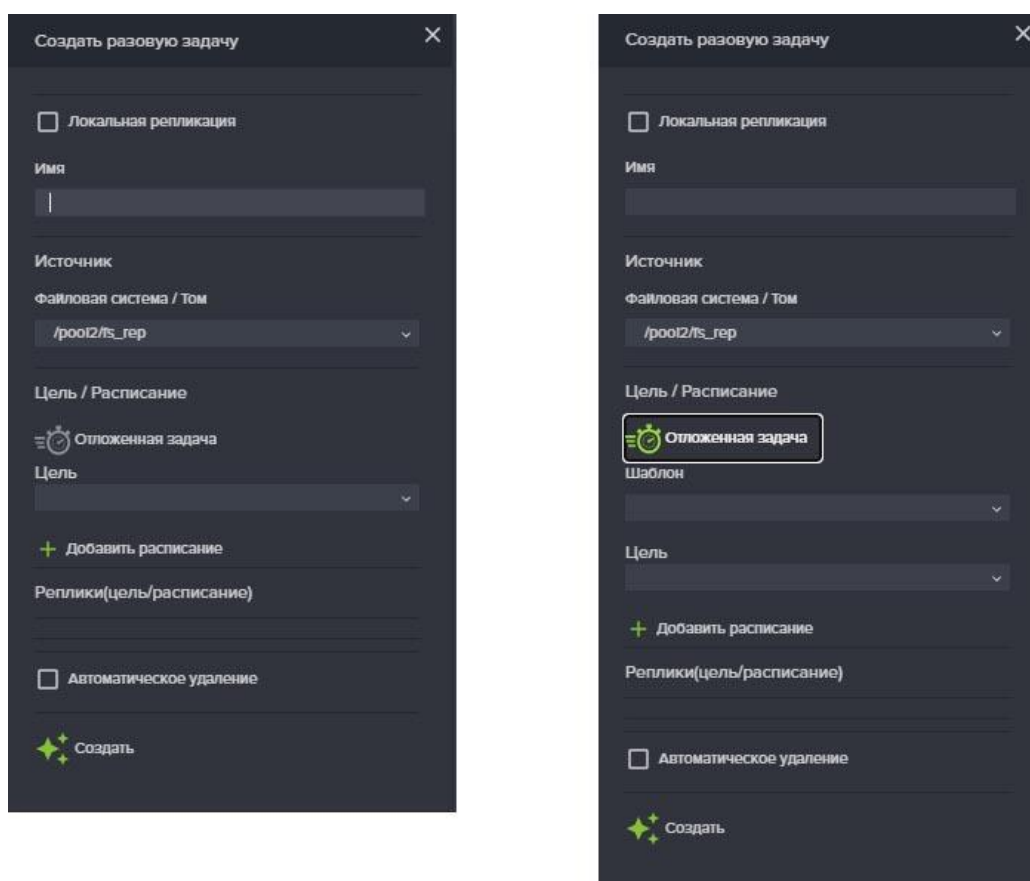 Создать разовую задачу
Локальная репликация
Имя
Источник
Файловая система / Том
/pool2/fs_rep
Цель / Расписание
Отложенная задача
Цель
Добавить расписание
Реплики(цель/расписание)
Автоматическое удаление
Создать
Создать разовую задачу
Локальная репликация
Имя
Источник
Файловая система / Том
/pool2/fs_rep
Цель / Расписание
Отложенная задача
Шаблон
Цель
Добавить расписание
Реплики(цель/расписание)
Автоматическое удаление
Создать